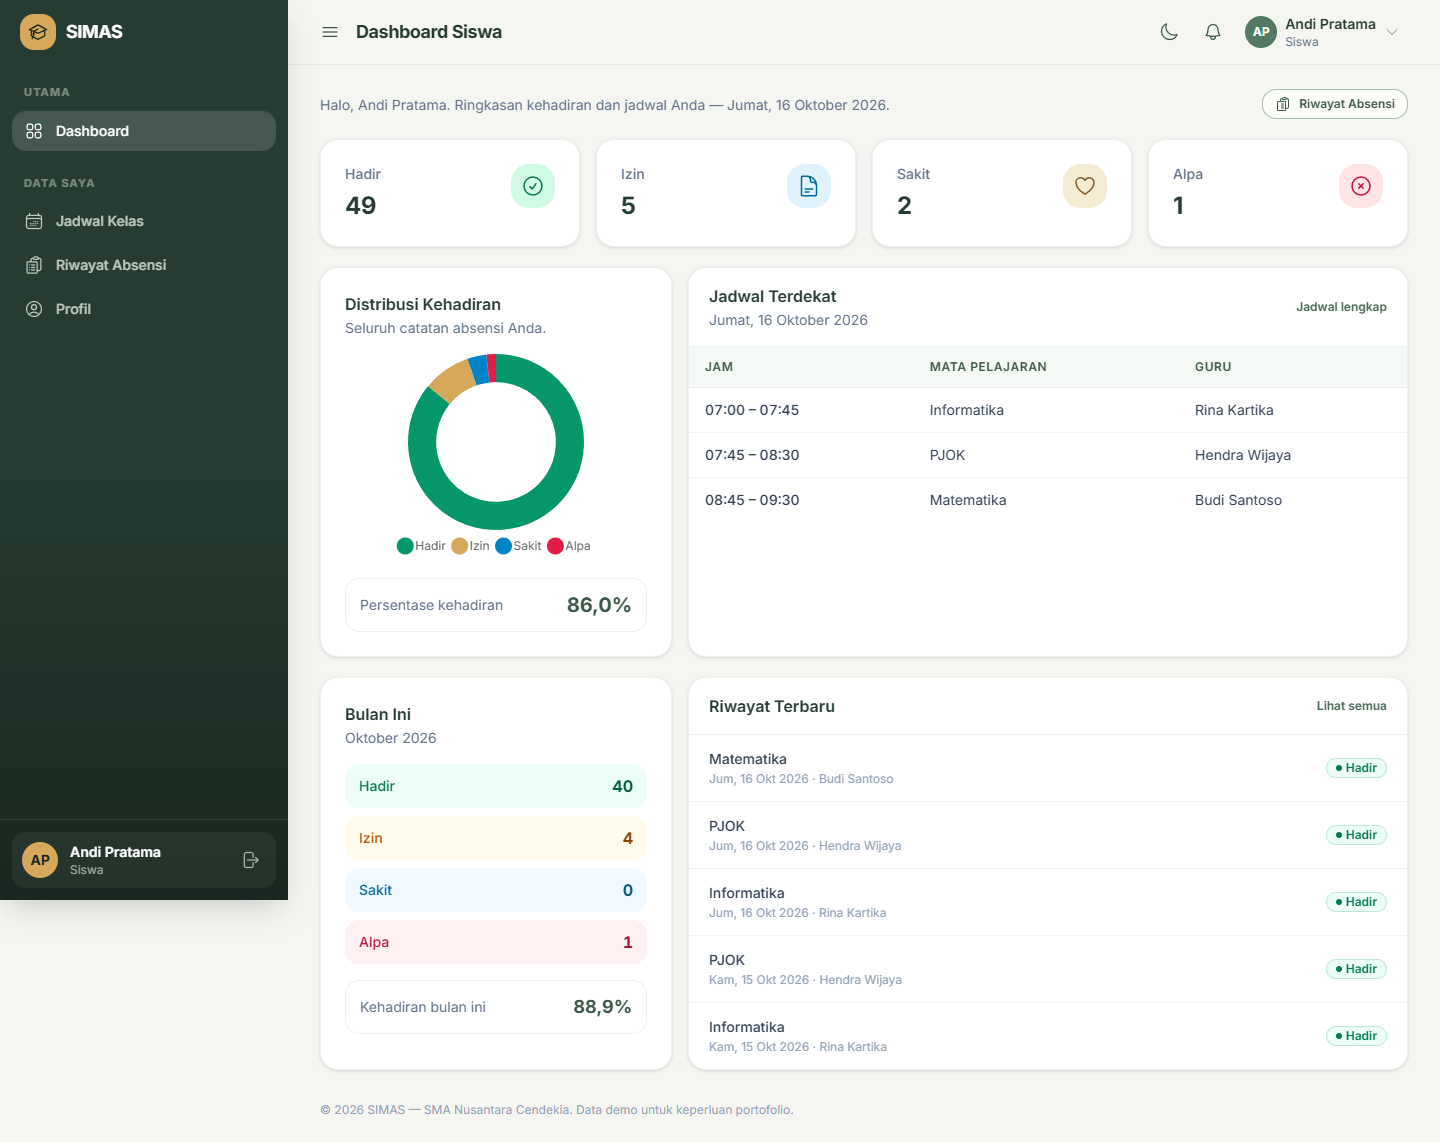 SIMAS
UTAMA
Dashboard
DATA SAYA
Jadwal Kelas
Riwayat Absensi
Profil
AP
Andi Pratama
Siswa
Dashboard Siswa
AP
Andi Pratama
Siswa
Halo, Andi Pratama. Ringkasan kehadiran dan jadwal Anda — Jumat, 16 Oktober 2026.
Riwayat Absensi
Hadir
49
Izin
5
Sakit
2
Alpa
1
Distribusi Kehadiran
Seluruh catatan absensi Anda.
Hadir Izin Sakit Alpa
Persentase kehadiran 86,0%
Jadwal Terdekat
Jumat, 16 Oktober 2026
Jadwal lengkap
JAM MATA PELAJARAN GURU
07:00 – 07:45 Informatika Rina Kartika
07:45 – 08:30 PJOK Hendra Wijaya
08:45 – 09:30 Matematika Budi Santoso
Bulan Ini
Oktober 2026
Hadir 40
Izin 4
Sakit 0
Alpa 1
Kehadiran bulan ini 88,9%
Riwayat Terbaru
Lihat semua
Matematika
Jum, 16 Okt 2026 · Budi Santoso
Hadir
PJOK
Jum, 16 Okt 2026 · Hendra Wijaya
Hadir
Informatika
Jum, 16 Okt 2026 · Rina Kartika
Hadir
PJOK
Kam, 15 Okt 2026 · Hendra Wijaya
Hadir
Informatika
Kam, 15 Okt 2026 · Rina Kartika
Hadir
© 2026 SIMAS — SMA Nusantara Cendekia. Data demo untuk keperluan portofolio.